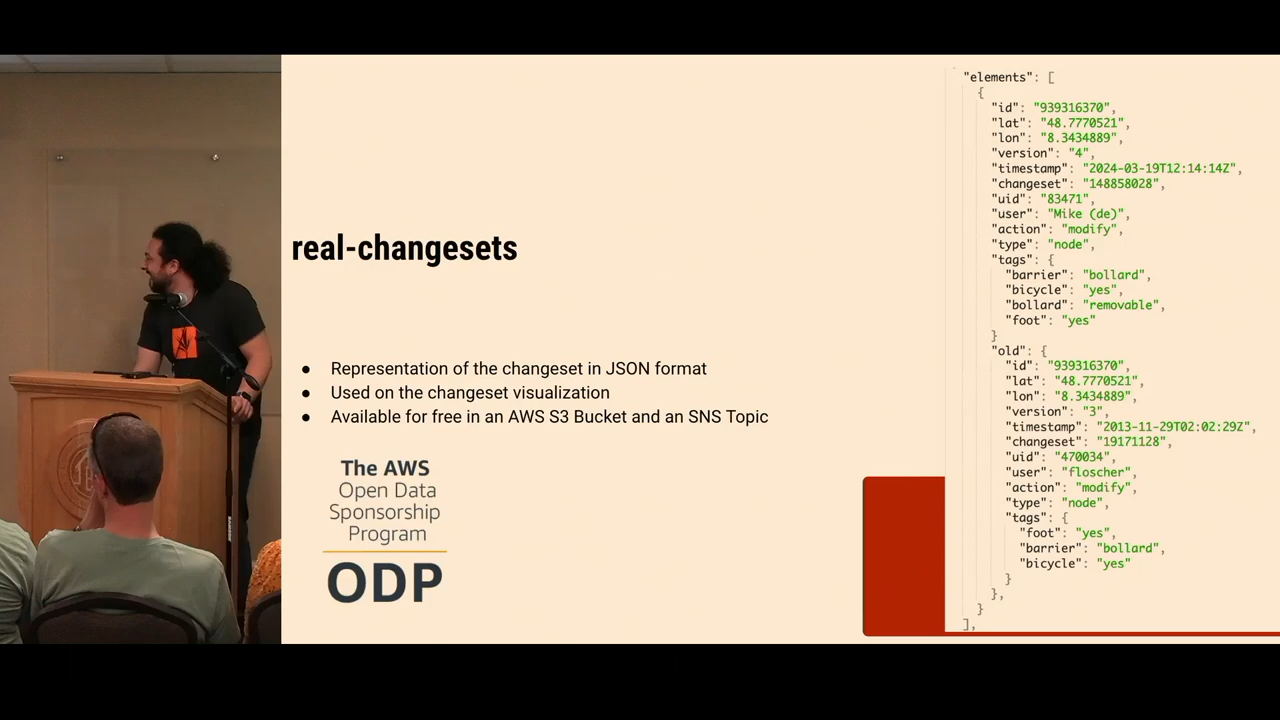 real-changesets
● Representation of the changeset in JSON format
● Used on the changeset visualization
● Available for free in an AWS S3 Bucket and an SNS Topic
The AWS
Open Data
Sponsorship
Program
ODP
"elements": [
{
"id": "939316370",
"lat": "48.7770521",
"lon": "8.3434889",
"version": "4",
"timestamp": "2024-03-19T12:14:14Z",
"changeset": "148858028",
"uid": "83471",
"user": "Mike (de)",
"action": "modify",
"type": "node",
"tags": {
"barrier": "bollard",
"bicycle": "yes",
"bollard": "removable",
"foot": "yes"
}
"old": {
"id": "939316370",
"lat": "48.7770521",
"lon": "8.3434889",
"version": "3",
"timestamp": "2013-11-29T02:02:29Z",
"changeset": "19171128",
"uid": "470034",
"user": "floscher",
"action": "modify",
"type": "node",
"tags": {
"foot": "yes",
"barrier": "bollard",
"bicycle": "yes"
}
},
}
],